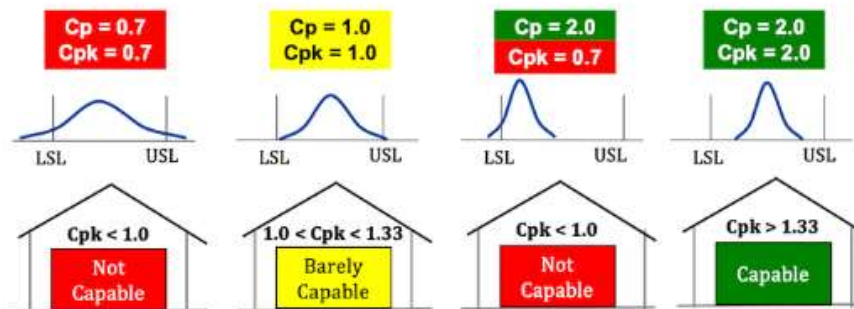 Cp = 0.7
Cpk = 0.7
Cp = 1.0
Cpk = 1.0
Cp = 2.0
Cpk = 0.7
Cp = 2.0
Cpk = 2.0
LSL USL
LSL USL
LSL USL
LSL USL
Cpk < 1.0
Not
Capable
1.0 < Cpk < 1.33
Barely
Capable
Cpk < 1.0
Not
Capable
Cpk > 1.33
Capable